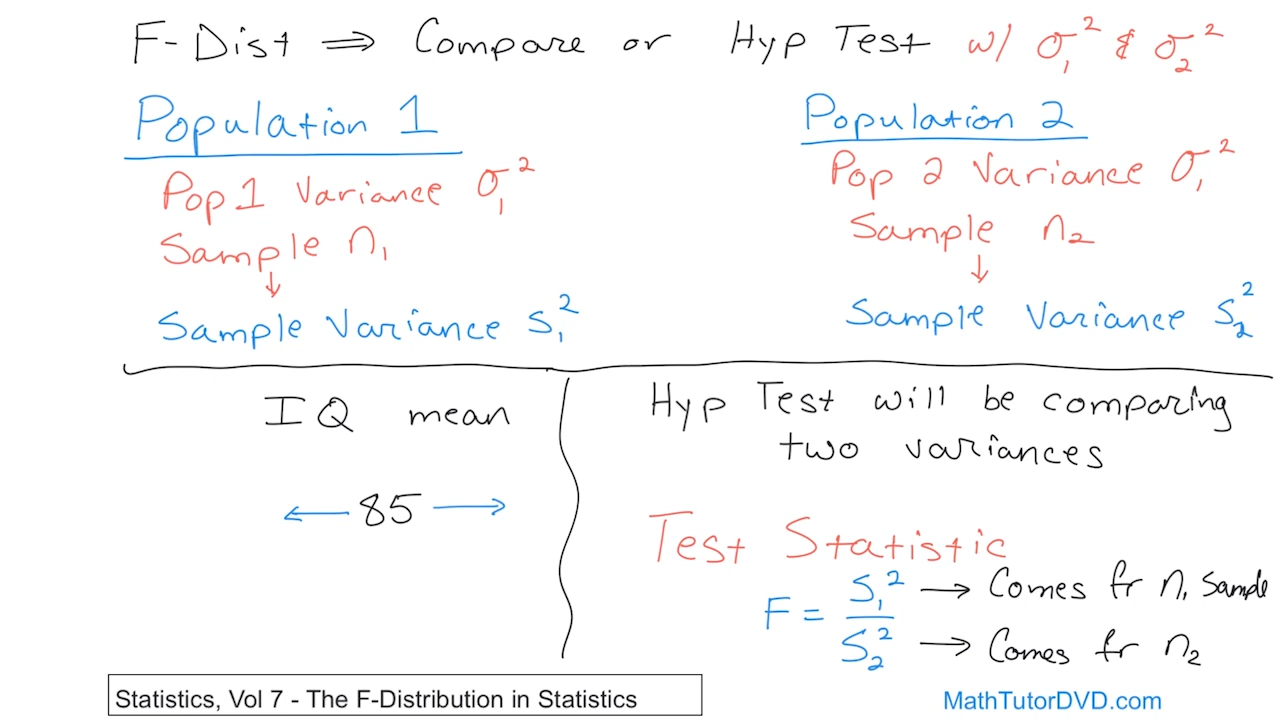 F-Dist ⇒ Compare or Hyp Test w/ σ₁² & σ₂²
Population 1
Pop 1 Variance σ₁²
Sample n₁
↓
Sample Variance s₁²
Population 2
Pop 2 Variance σ₁²
Sample n₂
↓
Sample Variance s₂²
IQ mean
← 85 →
Hyp Test will be comparing
two variances
Test Statistic
F = S₁² / S₂²
→ Comes fr n₁ Sample
→ Comes fr n₂
Statistics, Vol 7 - The F-Distribution in Statistics
MathTutorDVD.com